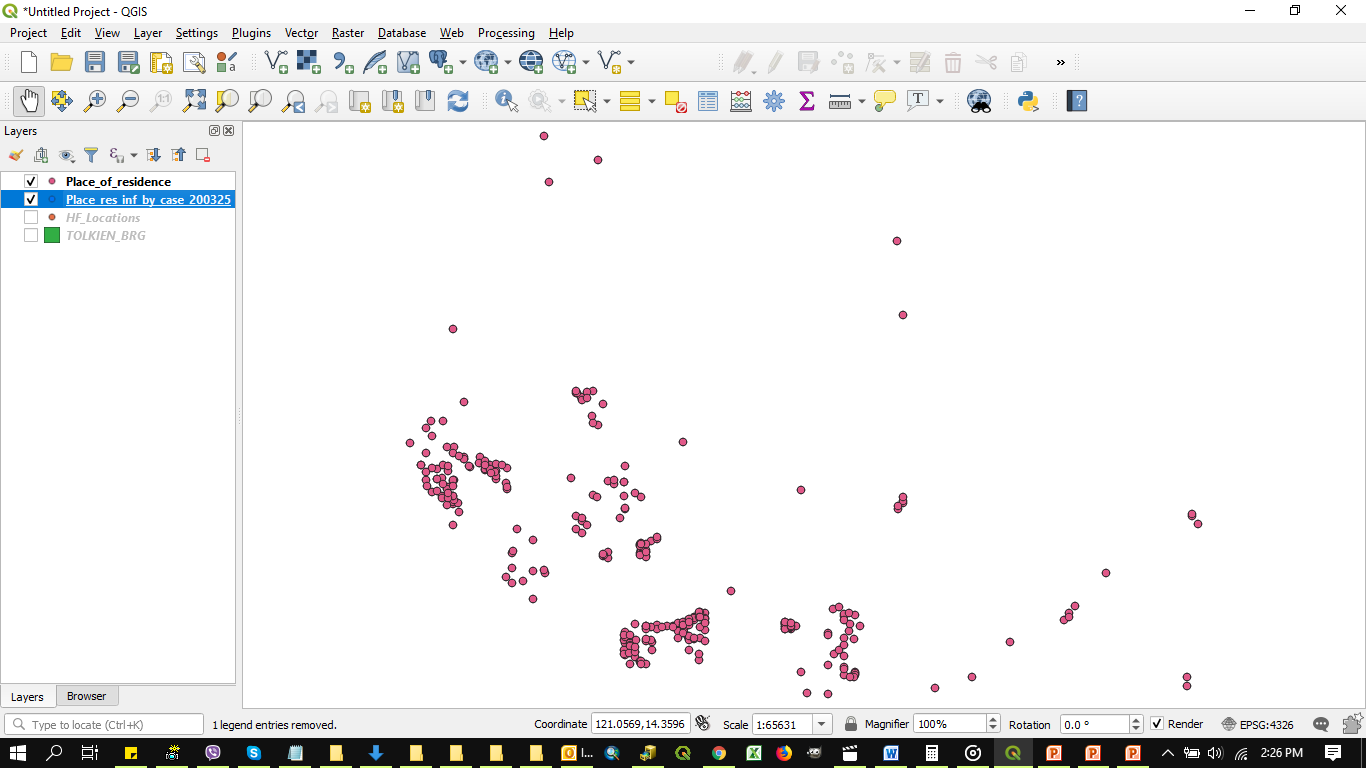 *Untitled Project - QGIS
Project Edit View Layer Settings Plugins Vector Raster Database Web Processing Help
»
1:1
T
Layers
Place_of_residence
Place_res_inf_by_case_200325
HF_Locations
TOLKIEN_BRG
Layers Browser
Type to locate (Ctrl+K) 1 legend entries removed. Coordinate 121.0569,14.3596 Scale 1:65631 Magnifier 100% Rotation 0.0 ° Render EPSG:4326
I... 2:26 PM